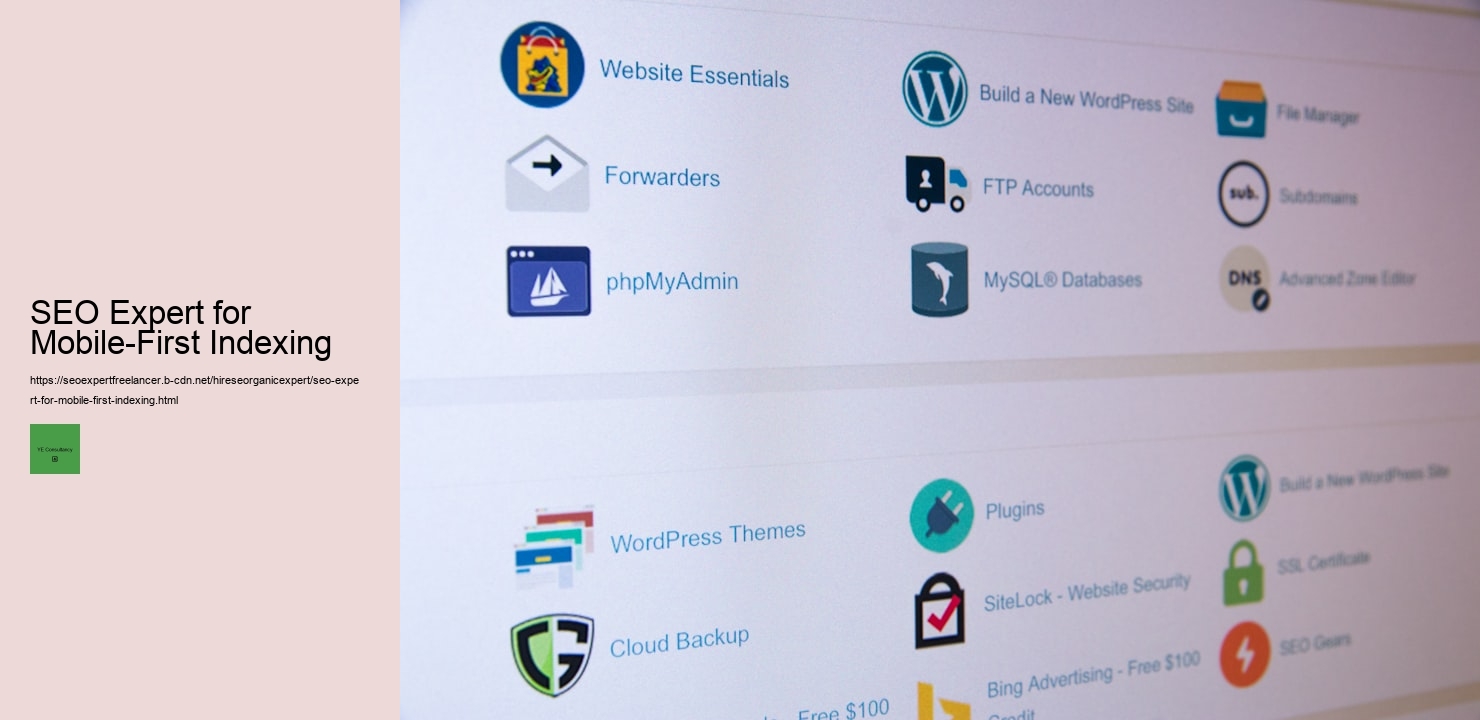 SEO Expert for
Mobile-First Indexing
https://seoexpertfreelancer.b-cdn.net/hireseorganicexpert/seo-expe
rt-for-mobile-first-indexing.html
YE Consultancy
Website Essentials
Build a New WordPress Site
File Manager
Forwarders
FTP Accounts
sub.
Subdomains
phpMyAdmin
MySQL® Databases
DNS
Advanced Zone Editor
WordPress Themes
Plugins
Build a New WordPress Site
SiteLock - Website Security
SSL Certificate
Cloud Backup
Bing Advertising - Free $100
Credit
SEO Gears
Free $100